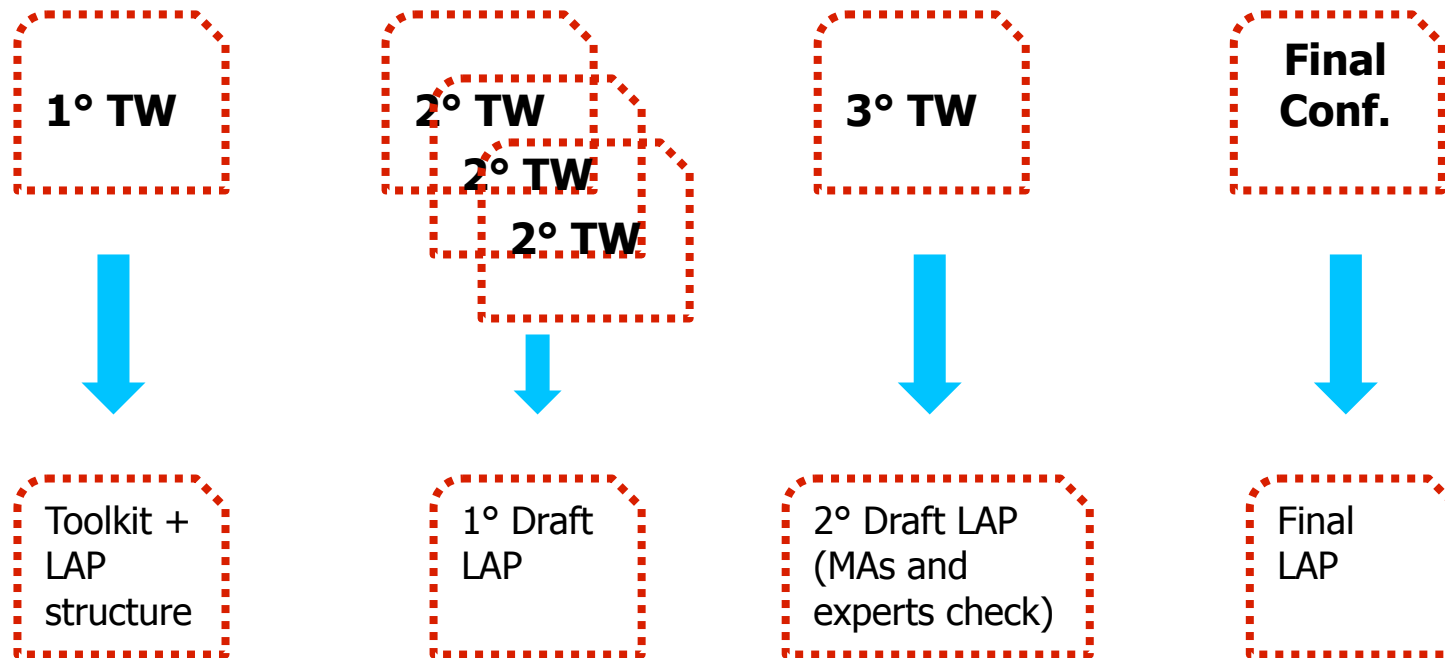 1° TW
2° TW
2° TW
2° TW
3° TW
Final
Conf.
Toolkit +
LAP
structure
1° Draft
LAP
2° Draft LAP
(MAs and
experts check)
Final
LAP